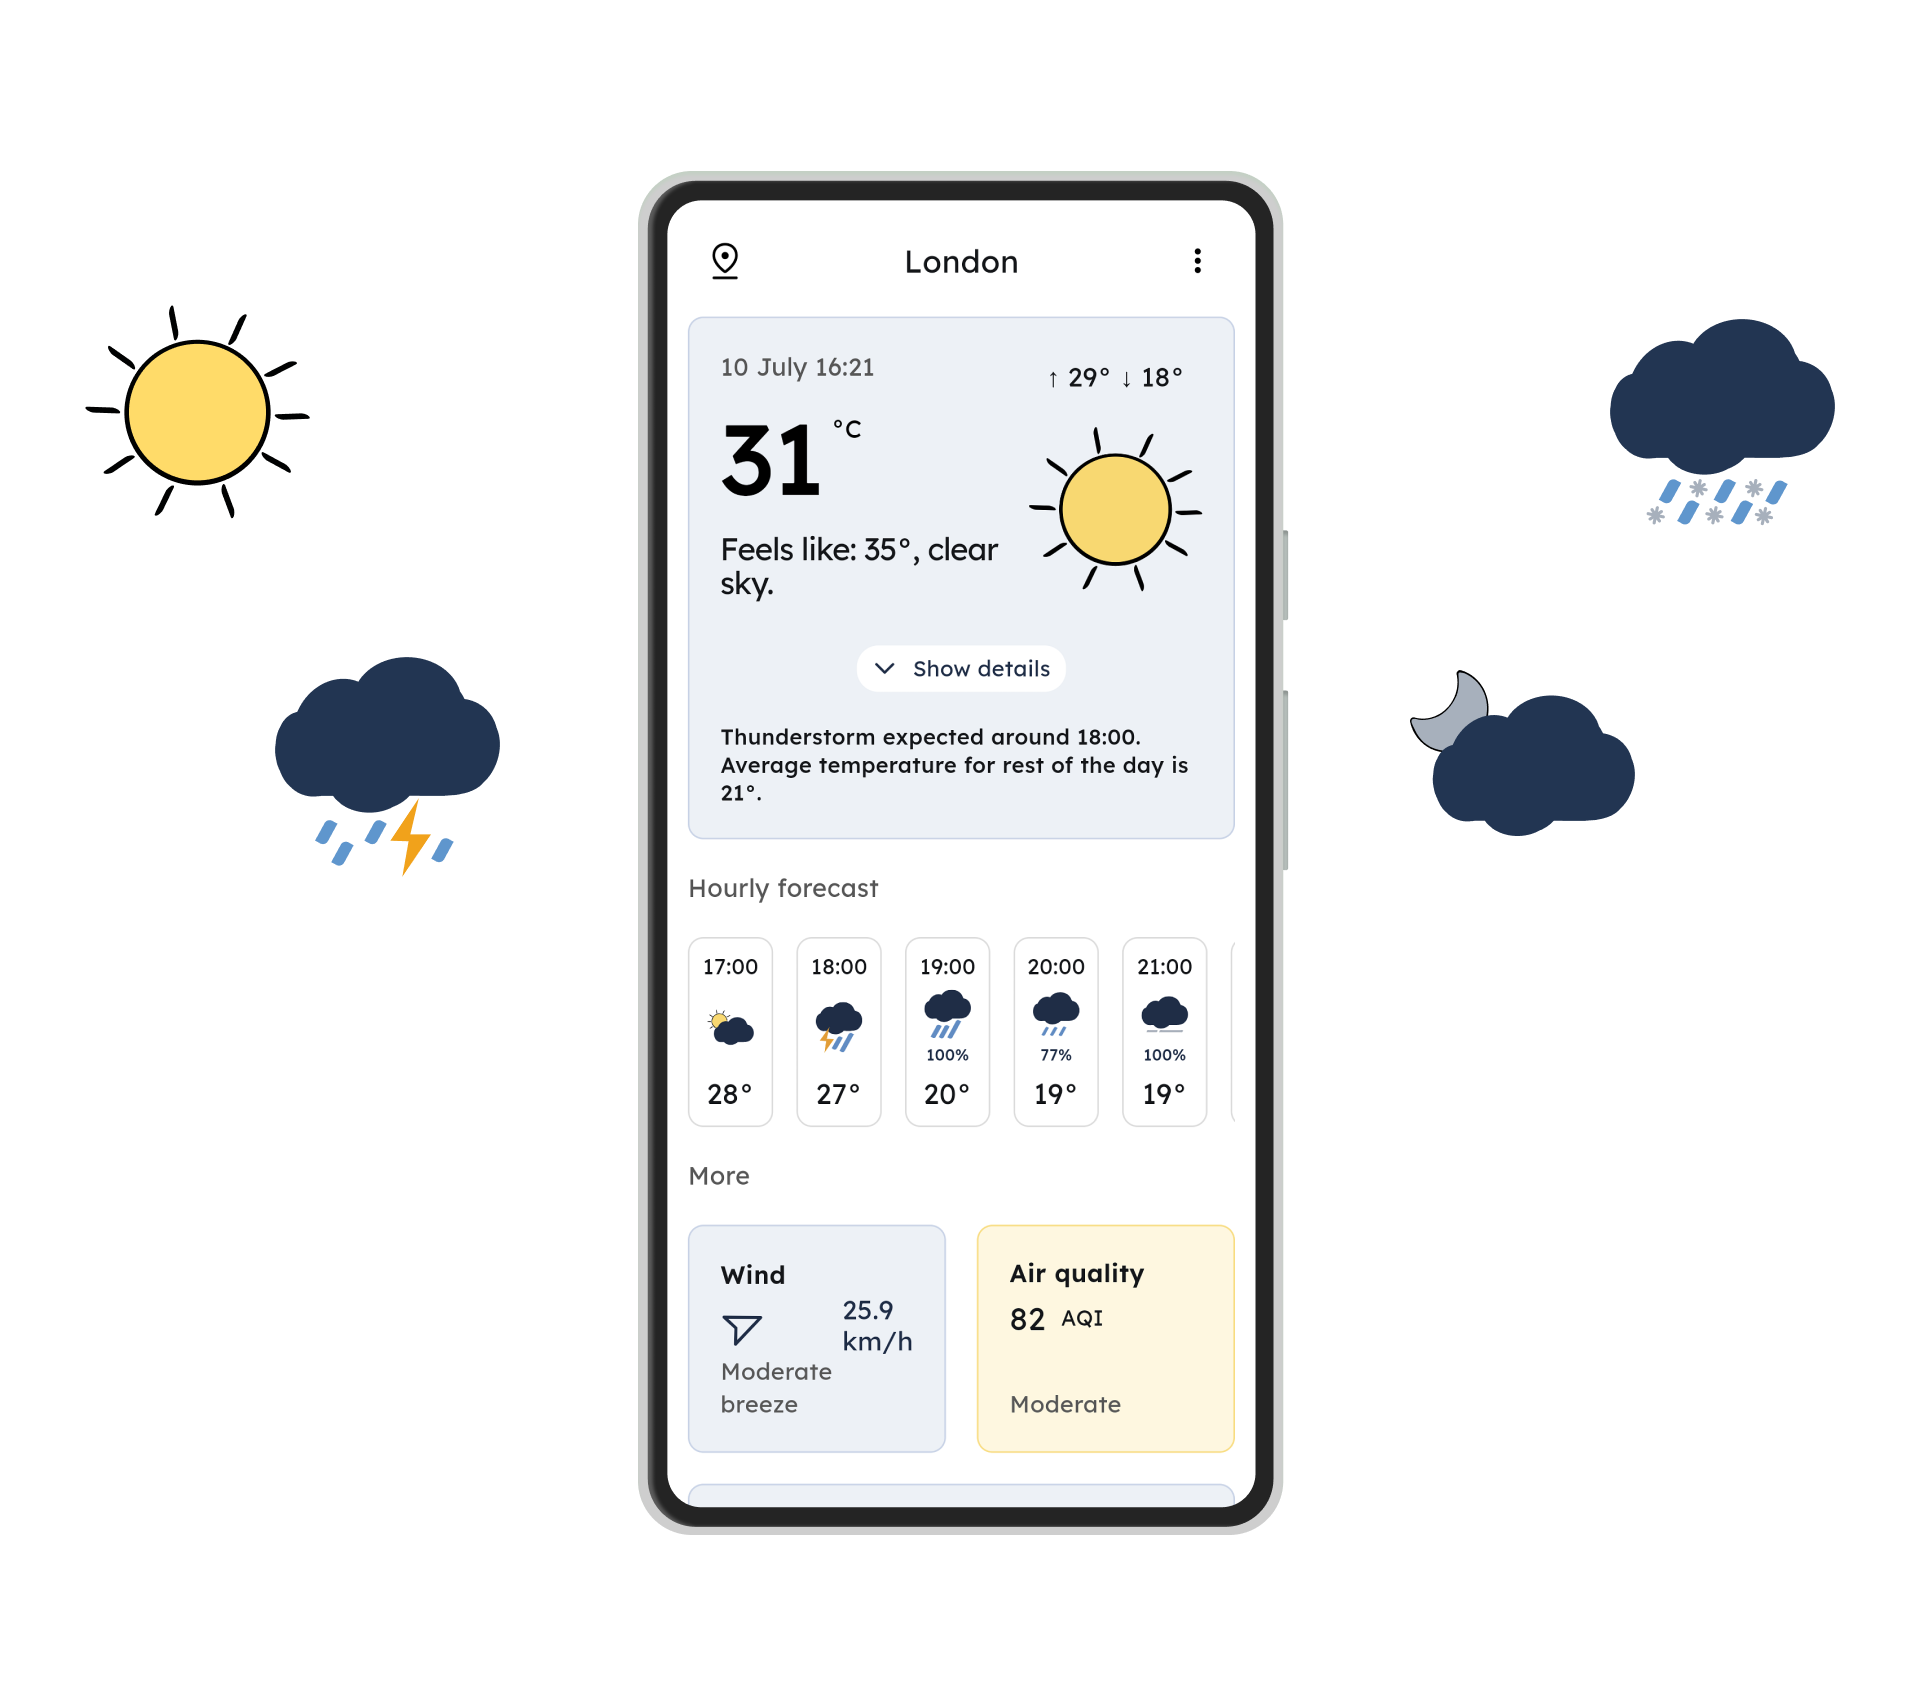 London
10 July 16:21
↑ 29° ↓ 18°
31 °C
Feels like: 35°, clear
sky.
Show details
Thunderstorm expected around 18:00.
Average temperature for rest of the day is
21°.
Hourly forecast
17:00 18:00 19:00 20:00 21:00
100% 77% 100%
28° 27° 20° 19° 19°
More
Wind
25.9
km/h
Moderate
breeze
Air quality
82 AQI
Moderate